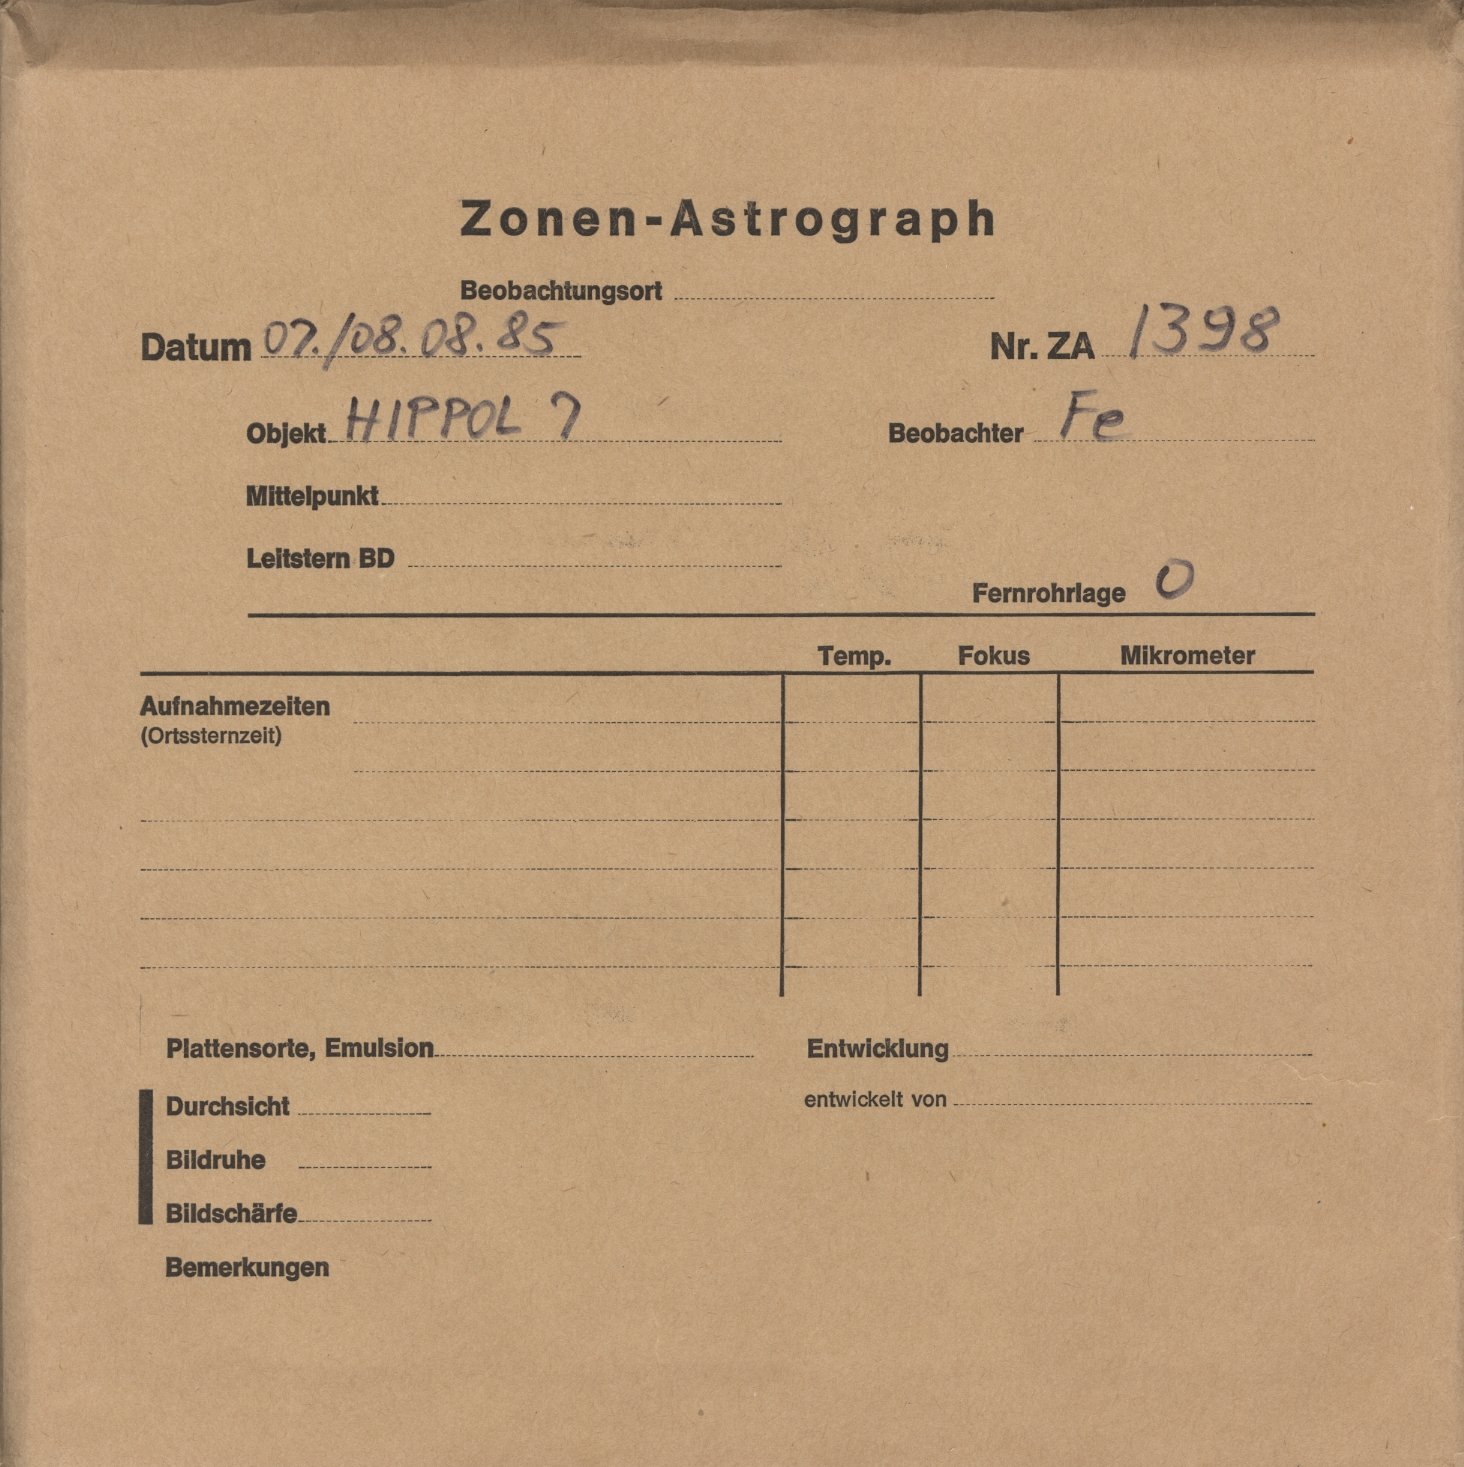 Zonen-Astrograph
Beobachtungsort
Datum 07./08.08.85
Nr. ZA 1398
Objekt HIPPOL 7
Beobachter Fe
Mittelpunkt
Leitstern BD
Fernrohrlage O
Temp. Fokus Mikrometer
Aufnahmezeiten
(Ortssternzeit)
Plattensorte, Emulsion
Entwicklung
Durchsicht
entwickelt von
Bildruhe
Bildschärfe
Bemerkungen